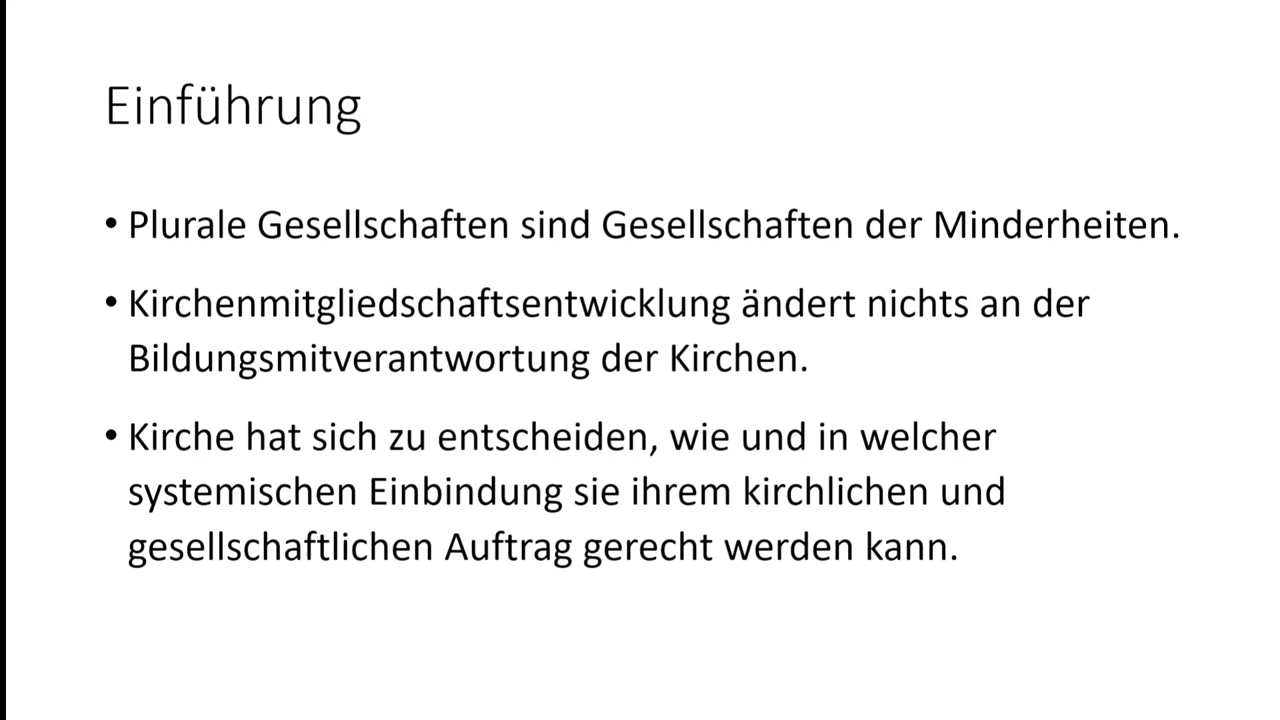 Einführung
• Plurale Gesellschaften sind Gesellschaften der Minderheiten.
• Kirchenmitgliedschaftsentwicklung ändert nichts an der
Bildungsmitverantwortung der Kirchen.
• Kirche hat sich zu entscheiden, wie und in welcher
systemischen Einbindung sie ihrem kirchlichen und
gesellschaftlichen Auftrag gerecht werden kann.